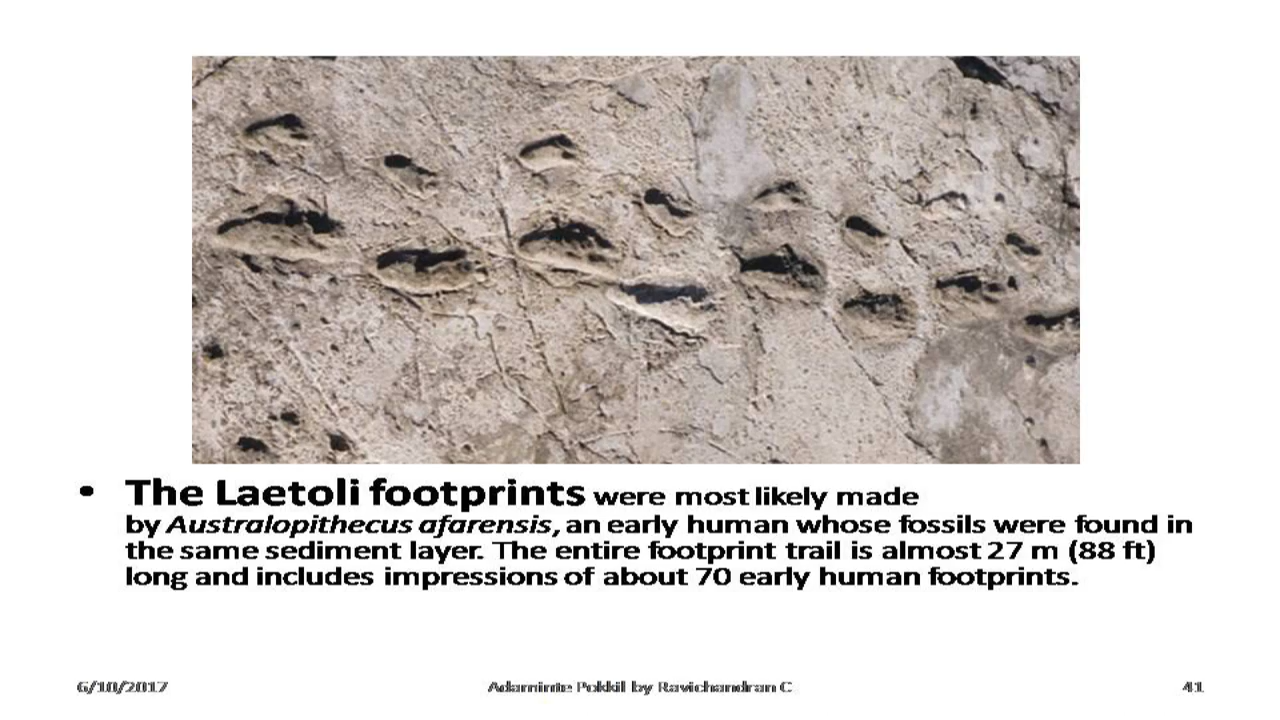 • The Laetoli footprints were most likely made
by Australopithecus afarensis, an early human whose fossils were found in
the same sediment layer. The entire footprint trail is almost 27 m (88 ft)
long and includes impressions of about 70 early human footprints.
6/10/2017 Adaminte Pokkil by Ravichandran C 41